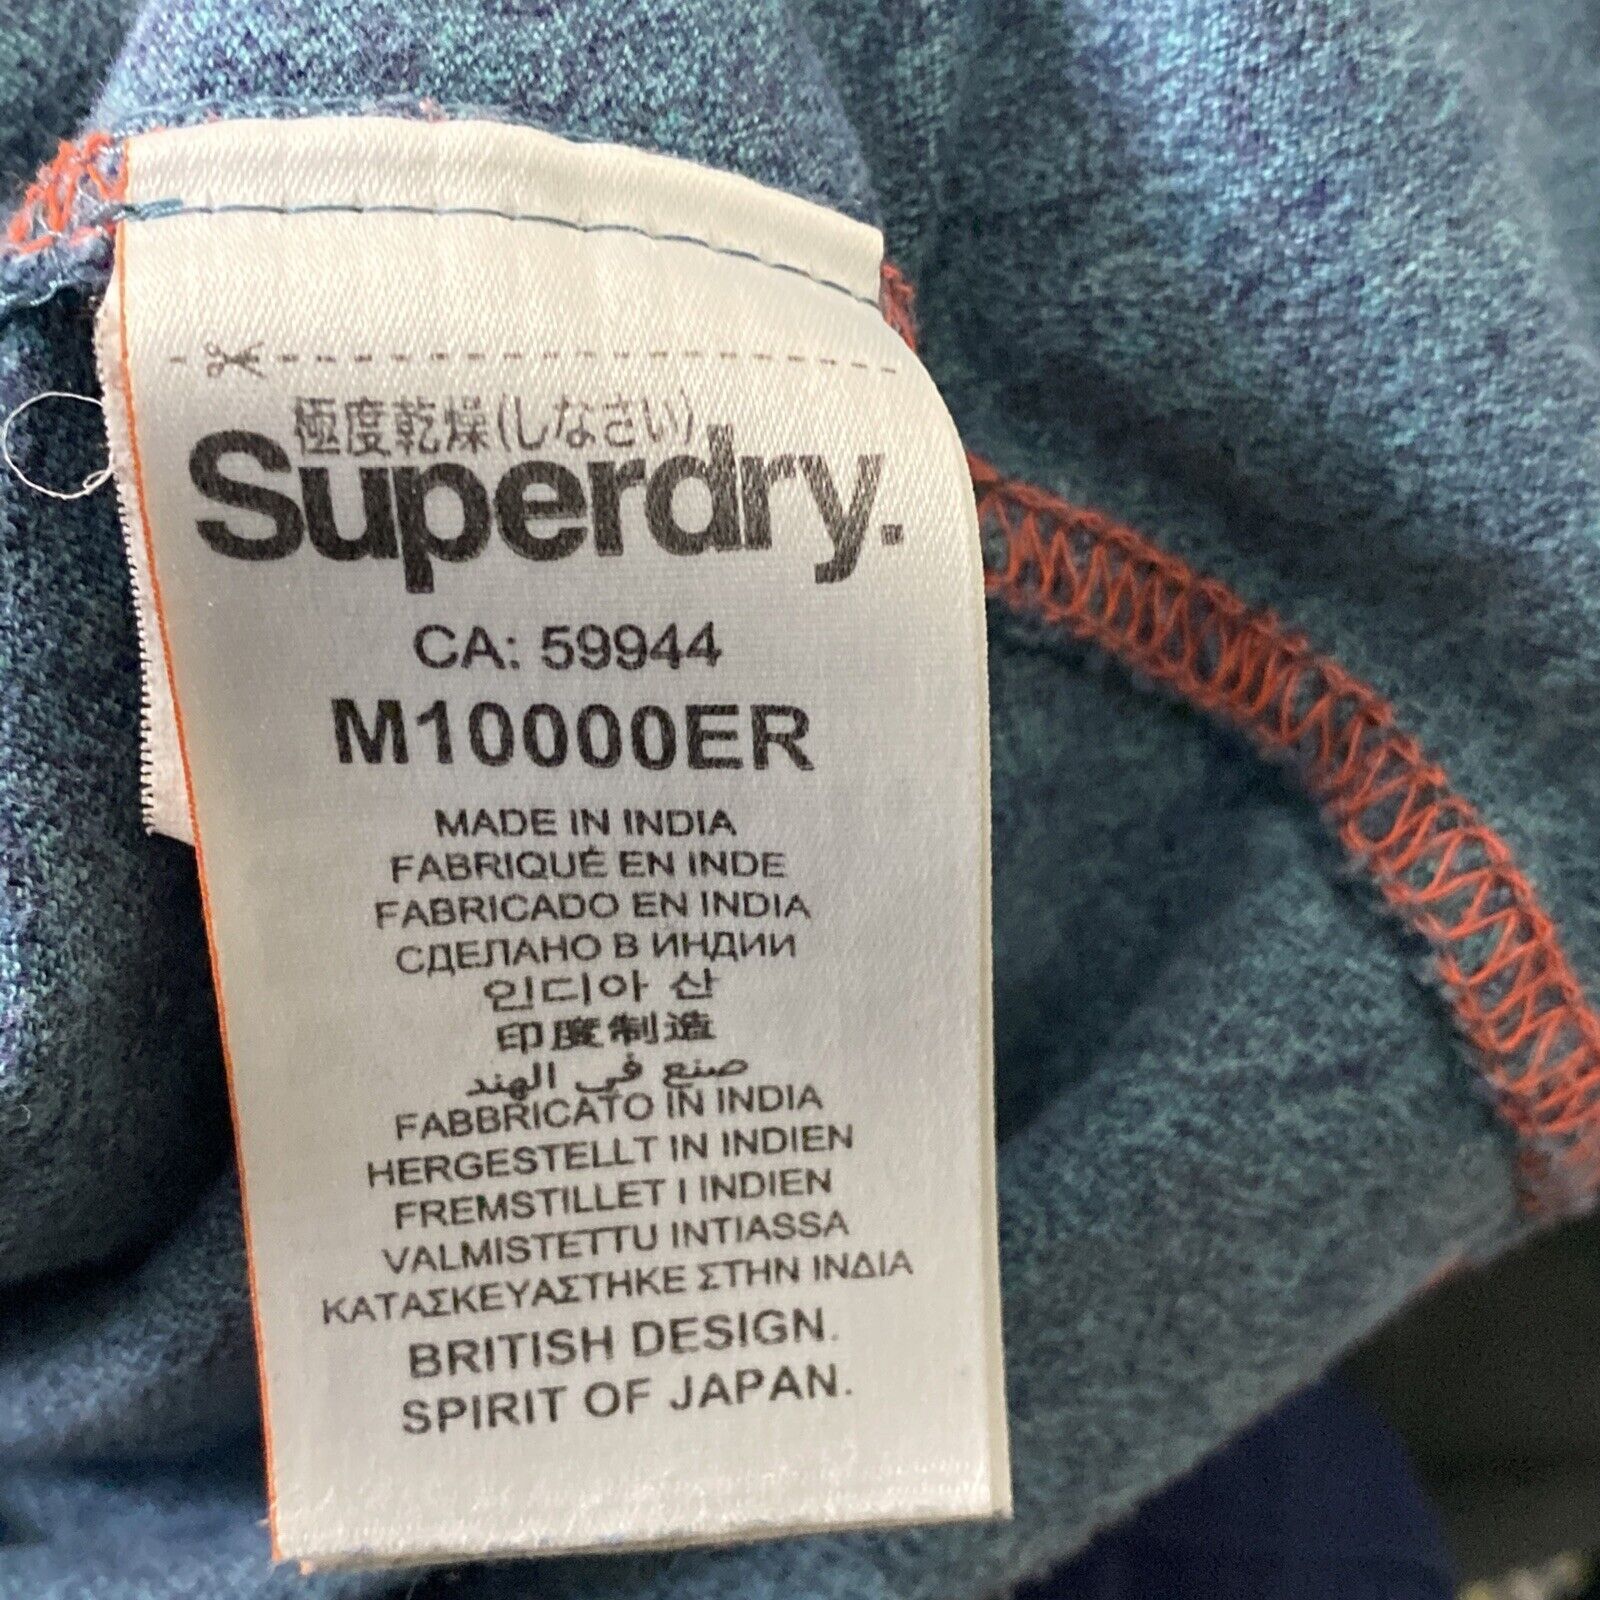 極度乾燥(しなさい)
Superdry.
CA: 59944
M10000ER
MADE IN INDIA
FABRIQUÉ EN INDE
FABRICADO EN INDIA
СДЕЛАНО В ИНДИИ
인디아 산
印度制造
صنع في الهند
FABBRICATO IN INDIA
HERGESTELLT IN INDIEN
FREMSTILLET I INDIEN
VALMISTETTU INTIASSA
ΚΑΤΑΣΚΕΥΑΣΤΗΚΕ ΣΤΗΝ ΙΝΔΙΑ
BRITISH DESIGN.
SPIRIT OF JAPAN.